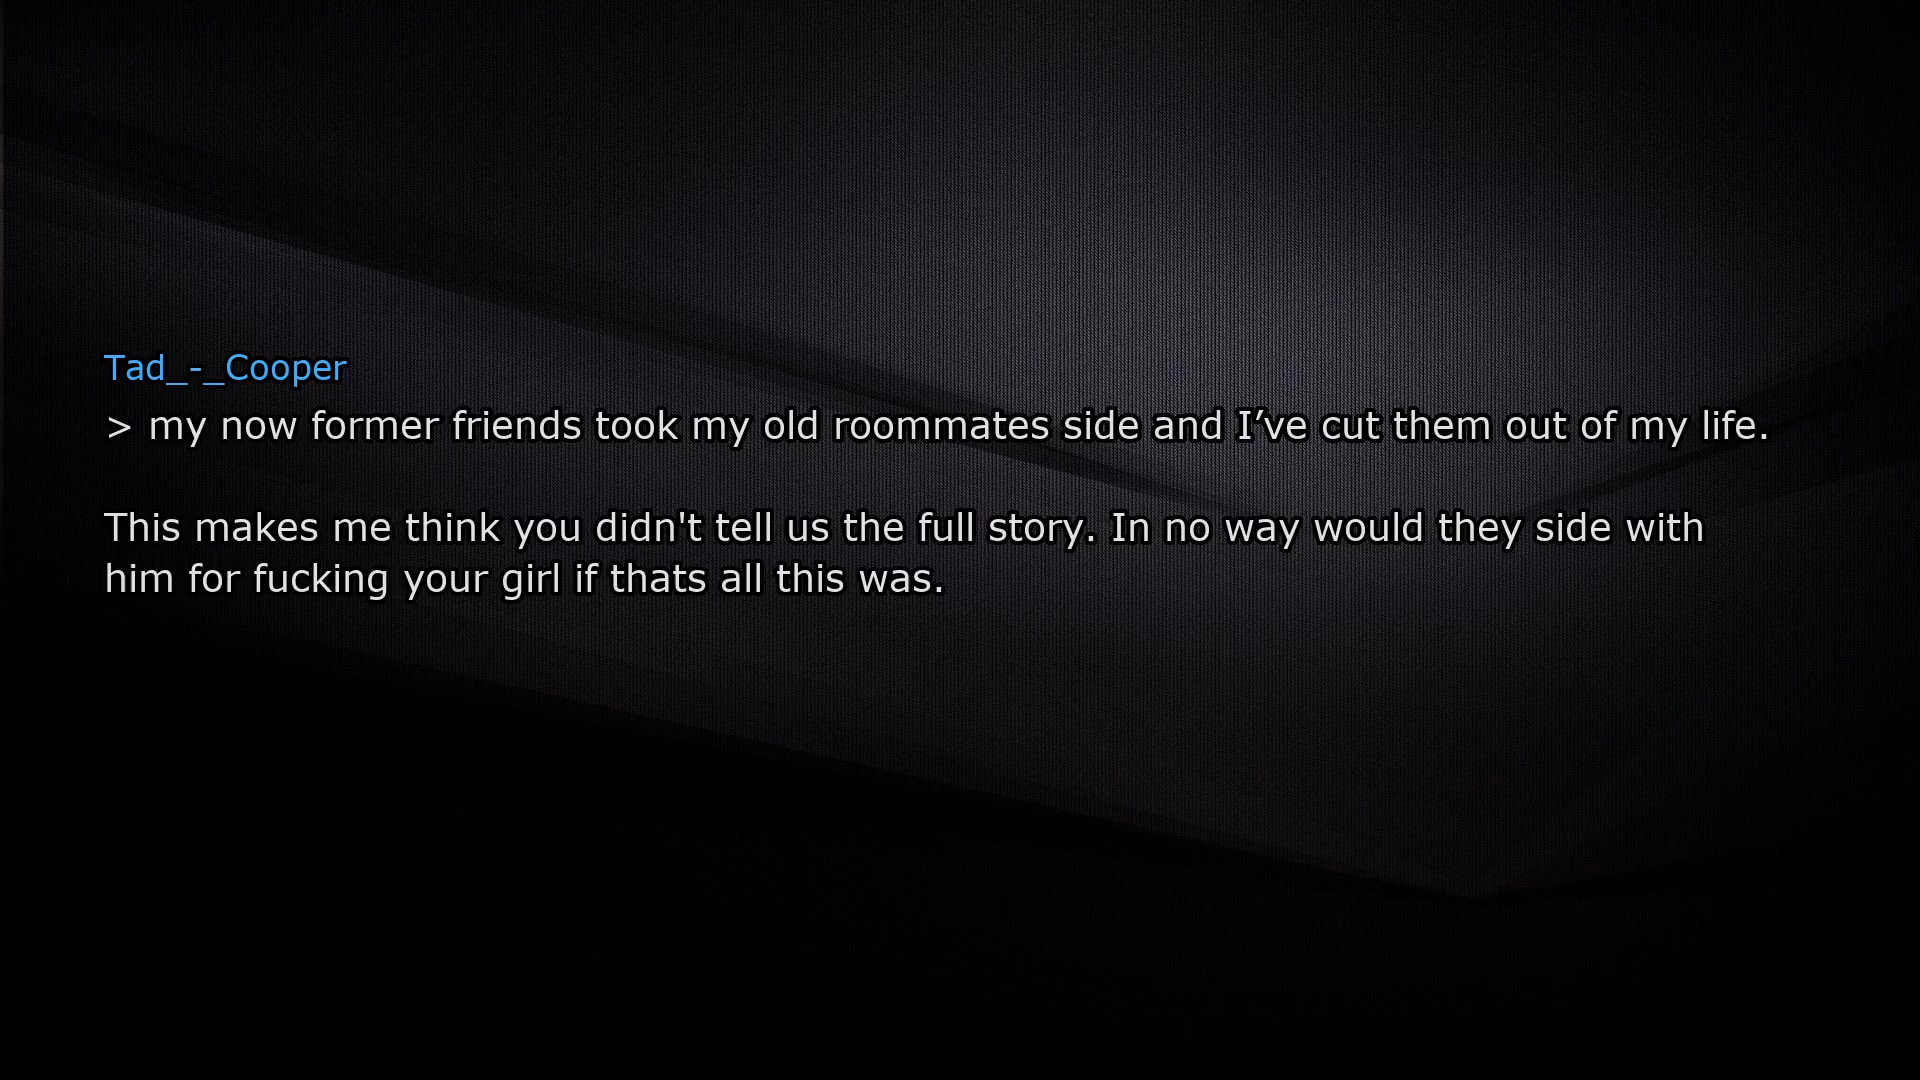 Tad_-_Cooper
> my now former friends took my old roommates side and I’ve cut them out of my life.
This makes me think you didn't tell us the full story. In no way would they side with
him for fucking your girl if thats all this was.